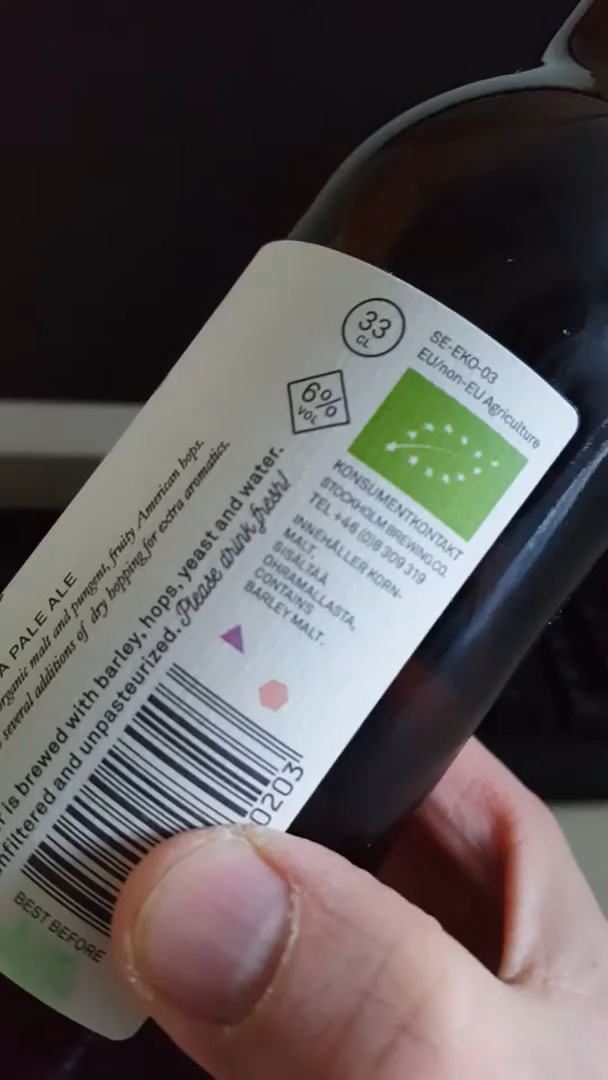 33
CL
SE-EKO-03
EU/non-EU Agriculture
6%
VOL
KONSUMENTKONTAKT
STOCKHOLM BREWING CO.
TEL +46 (0)8 309 319
INNEHÅLLER KORN-
MALT.
SISÄLTÄÄ
OHRAMALLASTA.
CONTAINS
BARLEY MALT.
A PALE ALE
organic malt and pungent, fruity American hops.
several additions of dry hopping for extra aromatics.
is brewed with barley, hops, yeast and water.
unfiltered and unpasteurized. Please drink fresh!
0203
BEST BEFORE